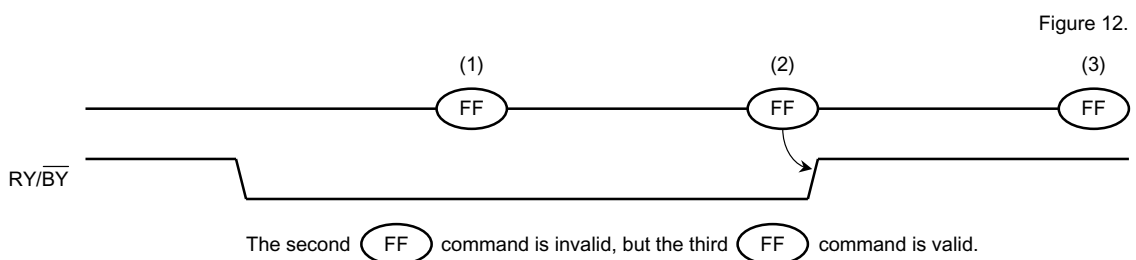 Figure 12.
(1) (2) (3)
FF FF FF
RY/B̅Y̅
The second FF command is invalid, but the third FF command is valid.